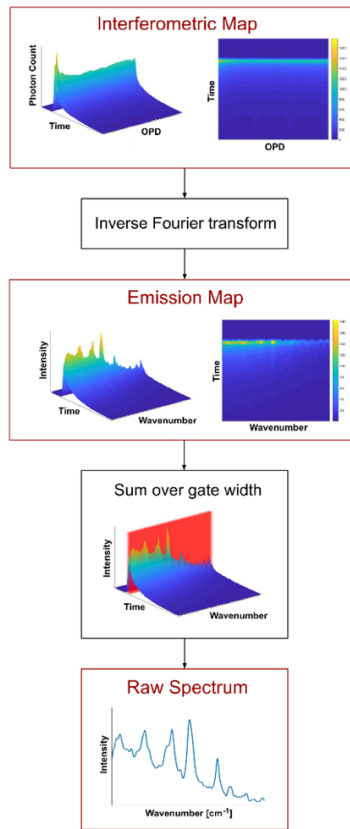 Interferometric Map
Photon Count
Time
OPD
Time
OPD
Inverse Fourier transform
Emission Map
Intensity
Time
Wavenumber
Time
Wavenumber
Sum over gate width
Intensity
Time
Wavenumber
Raw Spectrum
Intensity
Wavenumber [cm⁻¹]